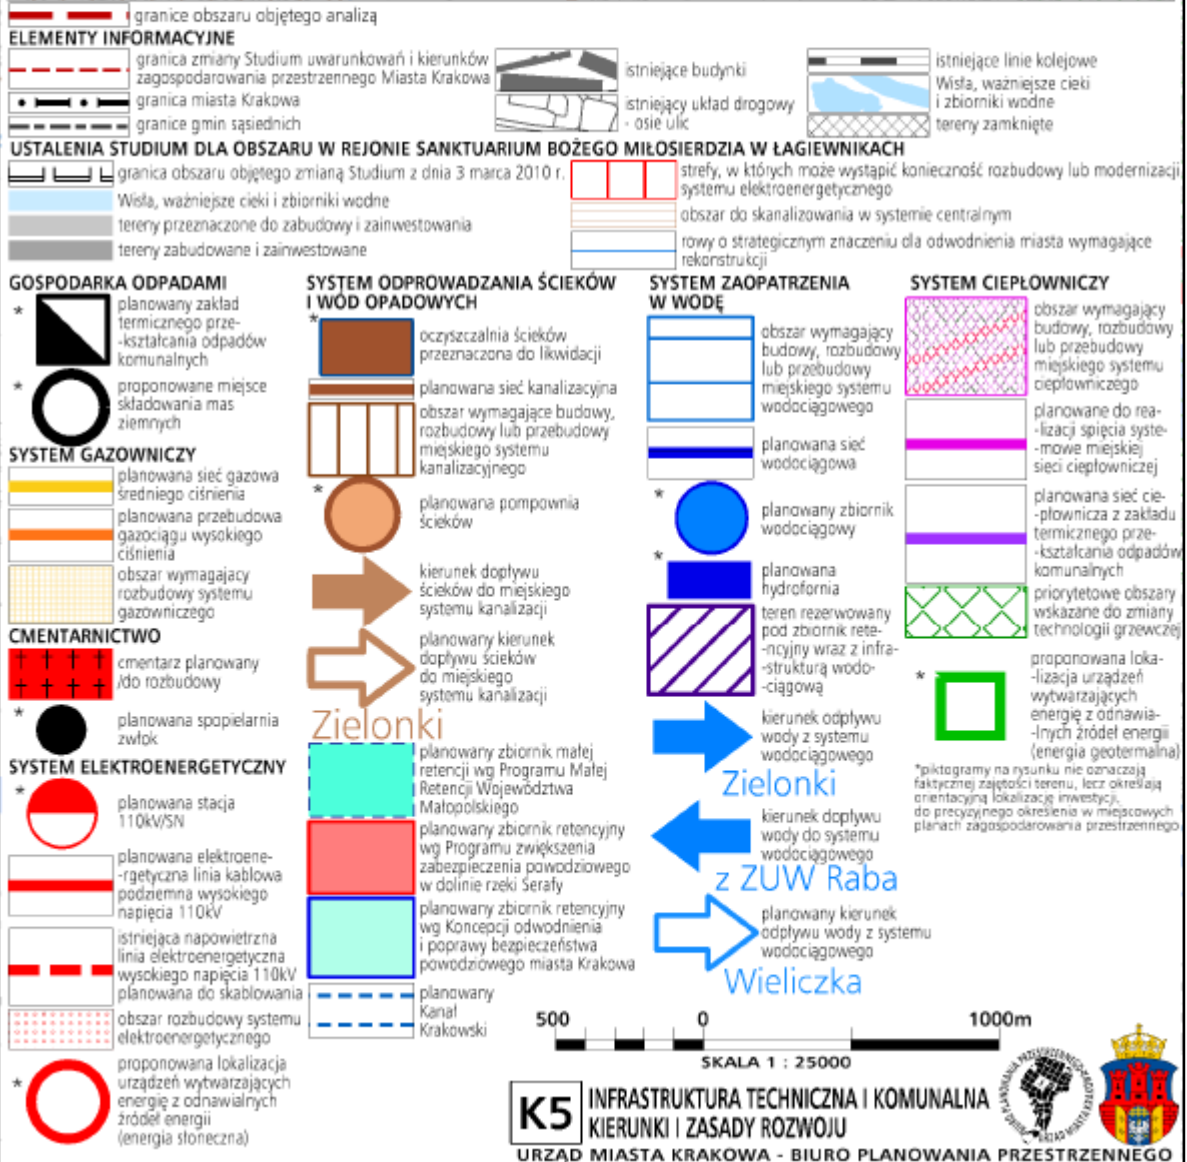 granice obszaru objętego analizą
ELEMENTY INFORMACYJNE
granica zmiany Studium uwarunkowań i kierunków
zagospodarowania przestrzennego Miasta Krakowa
granica miasta Krakowa
granice gmin sąsiednich
istniejące budynki
istniejący układ drogowy
- osie ulic
istniejące linie kolejowe
Wisła, ważniejsze cieki
i zbiorniki wodne
tereny zamknięte
USTALENIA STUDIUM DLA OBSZARU W REJONIE SANKTUARIUM BOŻEGO MIŁOSIERDZIA W ŁAGIEWNIKACH
granica obszaru objętego zmianą Studium z dnia 3 marca 2010 r.
Wisła, ważniejsze cieki i zbiorniki wodne
tereny przeznaczone do zabudowy i zainwestowania
tereny zabudowane i zainwestowane
strefy, w których może wystąpić konieczność rozbudowy lub modernizacji
systemu elektroenergetycznego
obszar do skanalizowania w systemie centralnym
rowy o strategicznym znaczeniu dla odwodnienia miasta wymagające
rekonstrukcji
GOSPODARKA ODPADAMI
*
planowany zakład
termicznego prze-
-kształcania odpadów
komunalnych
*
proponowane miejsce
składowania mas
ziemnych
SYSTEM GAZOWNICZY
planowana sieć gazowa
średniego ciśnienia
planowana przebudowa
gazociągu wysokiego
ciśnienia
obszar wymagajacy
rozbudowy systemu
gazowniczego
CMENTARNICTWO
cmentarz planowany
/do rozbudowy
*
planowana spopielarnia
zwłok
SYSTEM ELEKTROENERGETYCZNY
*
planowana stacja
110kV/SN
planowana elektroene-
-rgetyczna linia kablowa
podziemna wysokiego
napięcia 110kV
istniejąca napowietrzna
linia elektroenergetyczna
wysokiego napięcia 110kV
planowana do skablowania
obszar rozbudowy systemu
elektroenergetycznego
*
proponowana lokalizacja
urządzeń wytwarzających
energię z odnawialnych
źródeł energii
(energia słoneczna)
SYSTEM ODPROWADZANIA ŚCIEKÓW
I WÓD OPADOWYCH
*
oczyszczalnia ścieków
przeznaczona do likwidacji
planowana sieć kanalizacyjna
obszar wymagające budowy,
rozbudowy lub przebudowy
miejskiego systemu
kanalizacyjnego
*
planowana pompownia
ścieków
kierunek dopływu
ścieków do miejskiego
systemu kanalizacji
planowany kierunek
dopływu ścieków
do miejskiego
systemu kanalizacji
Zielonki
planowany zbiornik małej
retencji wg Programu Małej
Retencji Województwa
Małopolskiego
planowany zbiornik retencyjny
wg Programu zwiększenia
zabezpieczenia powodziowego
w dolinie rzeki Serafy
planowany zbiornik retencyjny
wg Koncepcji odwodnienia
i poprawy bezpieczeństwa
powodziowego miasta Krakowa
planowany
Kanał
Krakowski
SYSTEM ZAOPATRZENIA
W WODĘ
obszar wymagający
budowy, rozbudowy
lub przebudowy
miejskiego systemu
wodociągowego
planowana sieć
wodociągowa
*
planowany zbiornik
wodociągowy
*
planowana
hydrofornia
teren rezerwowany
pod zbiornik rete-
-ncyjny wraz z infra-
-strukturą wodo-
-ciągową
kierunek odpływu
wody z systemu
wodociągowego
Zielonki
kierunek dopływu
wody do systemu
wodociągowego
z ZUW Raba
planowany kierunek
odpływu wody z systemu
wodociągowego
Wieliczka
SYSTEM CIEPŁOWNICZY
obszar wymagający
budowy, rozbudowy
lub przebudowy
miejskiego systemu
ciepłowniczego
planowane do rea-
-lizacji spięcia syste-
-mowe miejskiej
sieci ciepłowniczej
planowana sieć cie-
-płownicza z zakładu
termicznego prze-
-kształcania odpadów
komunalnych
priorytetowe obszary
wskazane do zmiany
technologii grzewczej
*
proponowana loka-
-lizacja urządzeń
wytwarzających
energię z odnawia-
-lnych źródeł energii
(energia geotermalna)
*piktogramy na rysunku nie oznaczają
faktycznej zajętości terenu, lecz określają
orientacyjną lokalizację inwestycji,
do precyzyjnego określenia w miejscowych
planach zagospodarowania przestrzennego
500 0 1000m
SKALA 1 : 25000
K5
INFRASTRUKTURA TECHNICZNA I KOMUNALNA
KIERUNKI I ZASADY ROZWOJU
URZĄD MIASTA KRAKOWA - BIURO PLANOWANIA PRZESTRZENNEGO